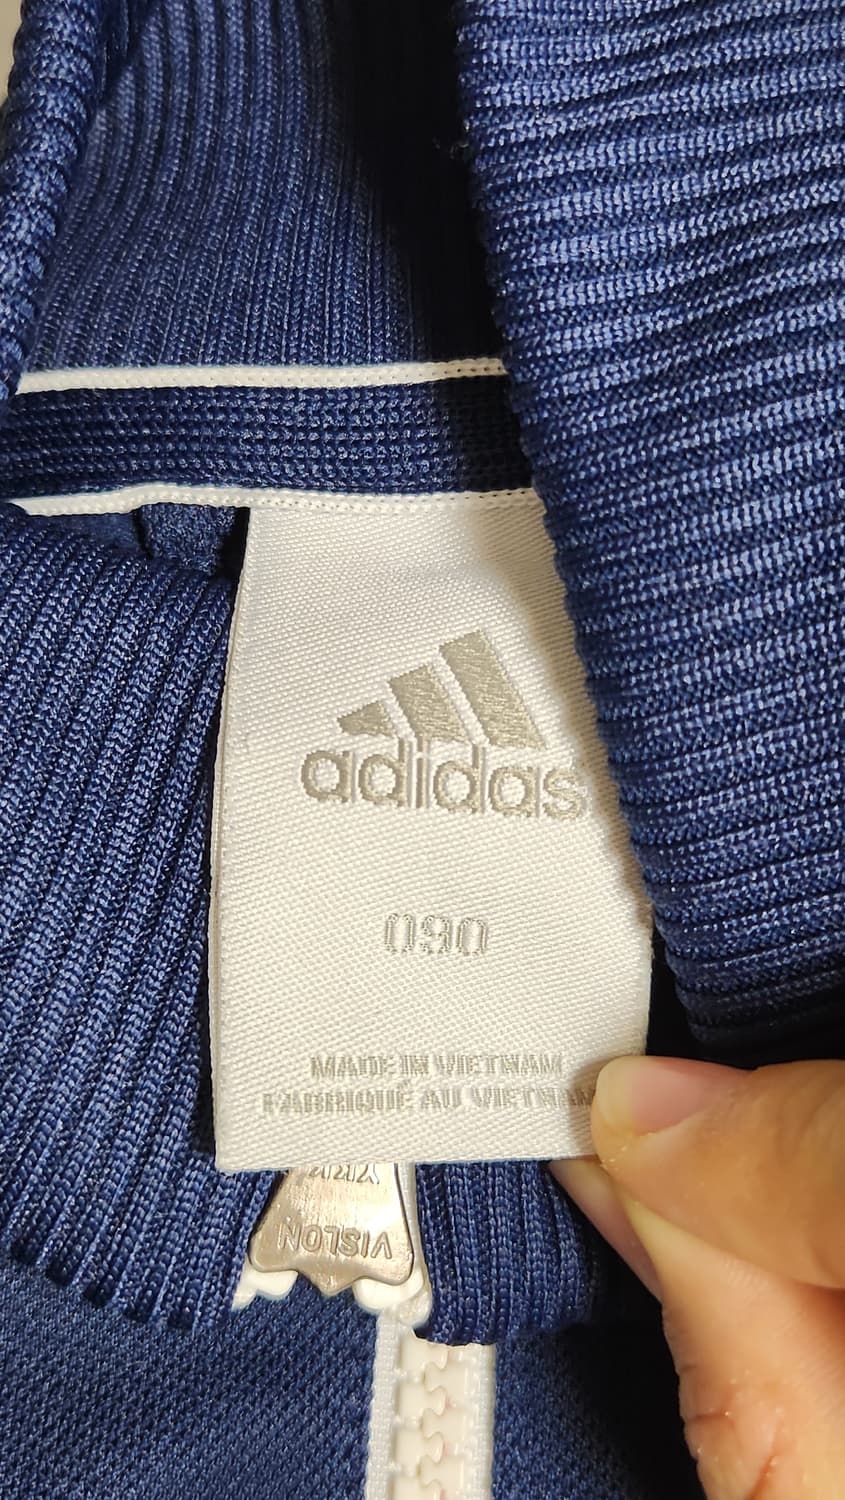 adidas
090
MADE IN VIETNAM
FABRIQUÉ AU VIETNAM
VISLON